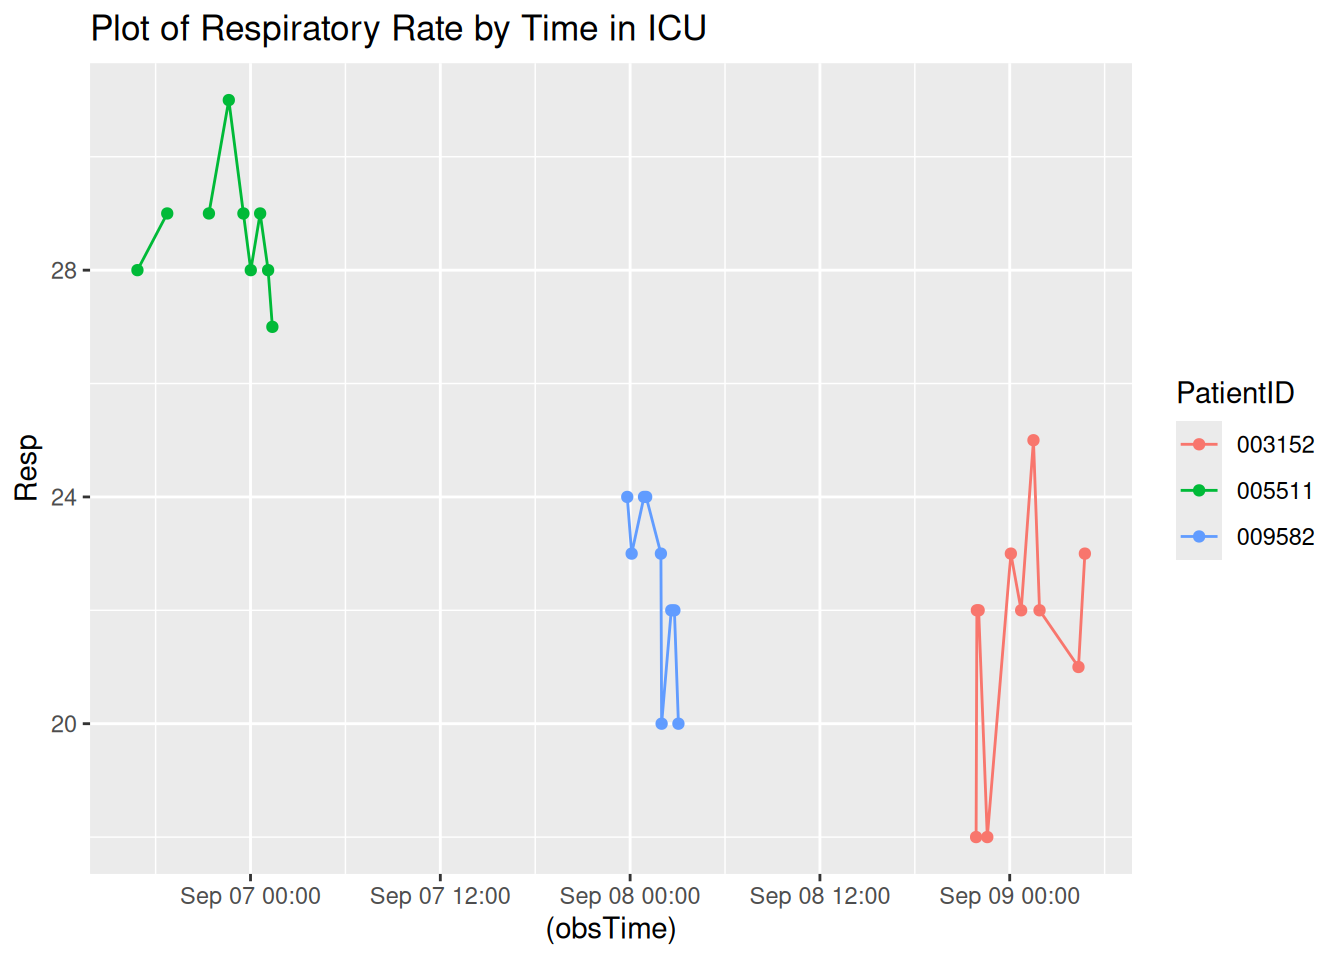 Plot of Respiratory Rate by Time in ICU
28
24
20
Resp
Sep 07 00:00 Sep 07 12:00 Sep 08 00:00 Sep 08 12:00 Sep 09 00:00
(obsTime)
PatientID
003152
005511
009582